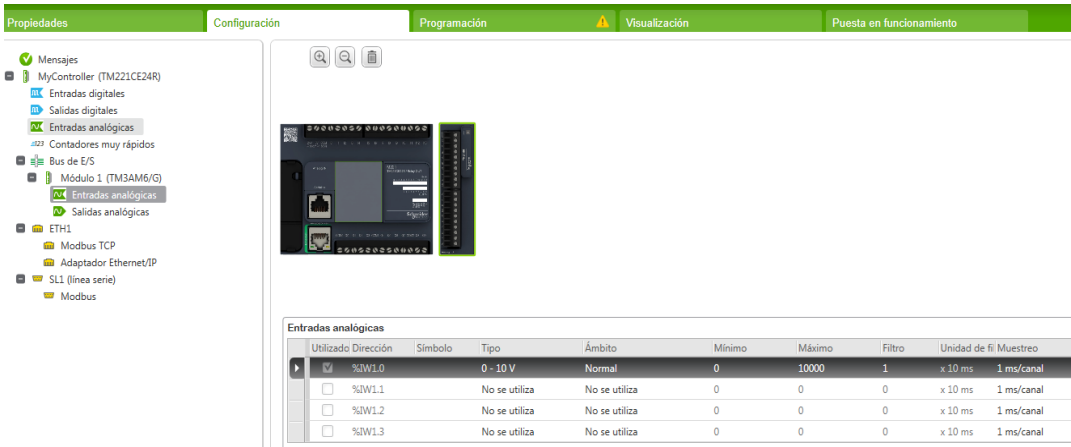 Propiedades Configuración Programación Visualización Puesta en funcionamiento
Mensajes
MyController (TM221CE24R)
Entradas digitales
Salidas digitales
Entradas analógicas
Contadores muy rápidos
Bus de E/S
Módulo 1 (TM3AM6/G)
Entradas analógicas
Salidas analógicas
ETH1
Modbus TCP
Adaptador Ethernet/IP
SL1 (línea serie)
Modbus
Entradas analógicas
Utilizado Dirección Símbolo Tipo Ámbito Mínimo Máximo Filtro Unidad de fi Muestreo
%IW1.0 0 - 10 V Normal 0 10000 1 x 10 ms 1 ms/canal
%IW1.1 No se utiliza No se utiliza 0 0 0 x 10 ms 1 ms/canal
%IW1.2 No se utiliza No se utiliza 0 0 0 x 10 ms 1 ms/canal
%IW1.3 No se utiliza No se utiliza 0 0 0 x 10 ms 1 ms/canal